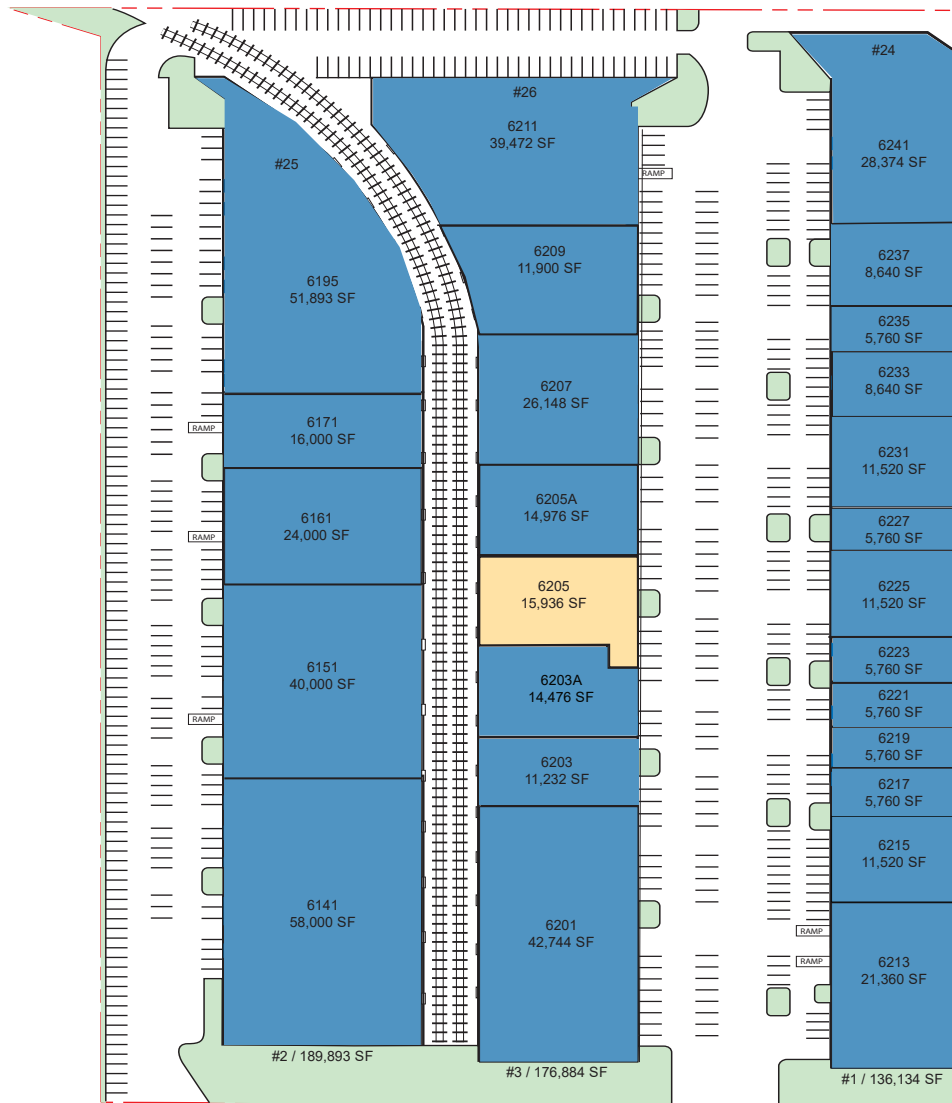 #25
6195
51,893 SF
RAMP
6171
16,000 SF
RAMP
6161
24,000 SF
6151
40,000 SF
RAMP
6141
58,000 SF
#2 / 189,893 SF
#26
6211
39,472 SF
RAMP
6209
11,900 SF
6207
26,148 SF
6205A
14,976 SF
6205
15,936 SF
6203A
14,476 SF
6203
11,232 SF
6201
42,744 SF
#3 / 176,884 SF
#24
6241
28,374 SF
6237
8,640 SF
6235
5,760 SF
6233
8,640 SF
6231
11,520 SF
6227
5,760 SF
6225
11,520 SF
6223
5,760 SF
6221
5,760 SF
6219
5,760 SF
6217
5,760 SF
6215
11,520 SF
RAMP
RAMP
6213
21,360 SF
#1 / 136,134 SF